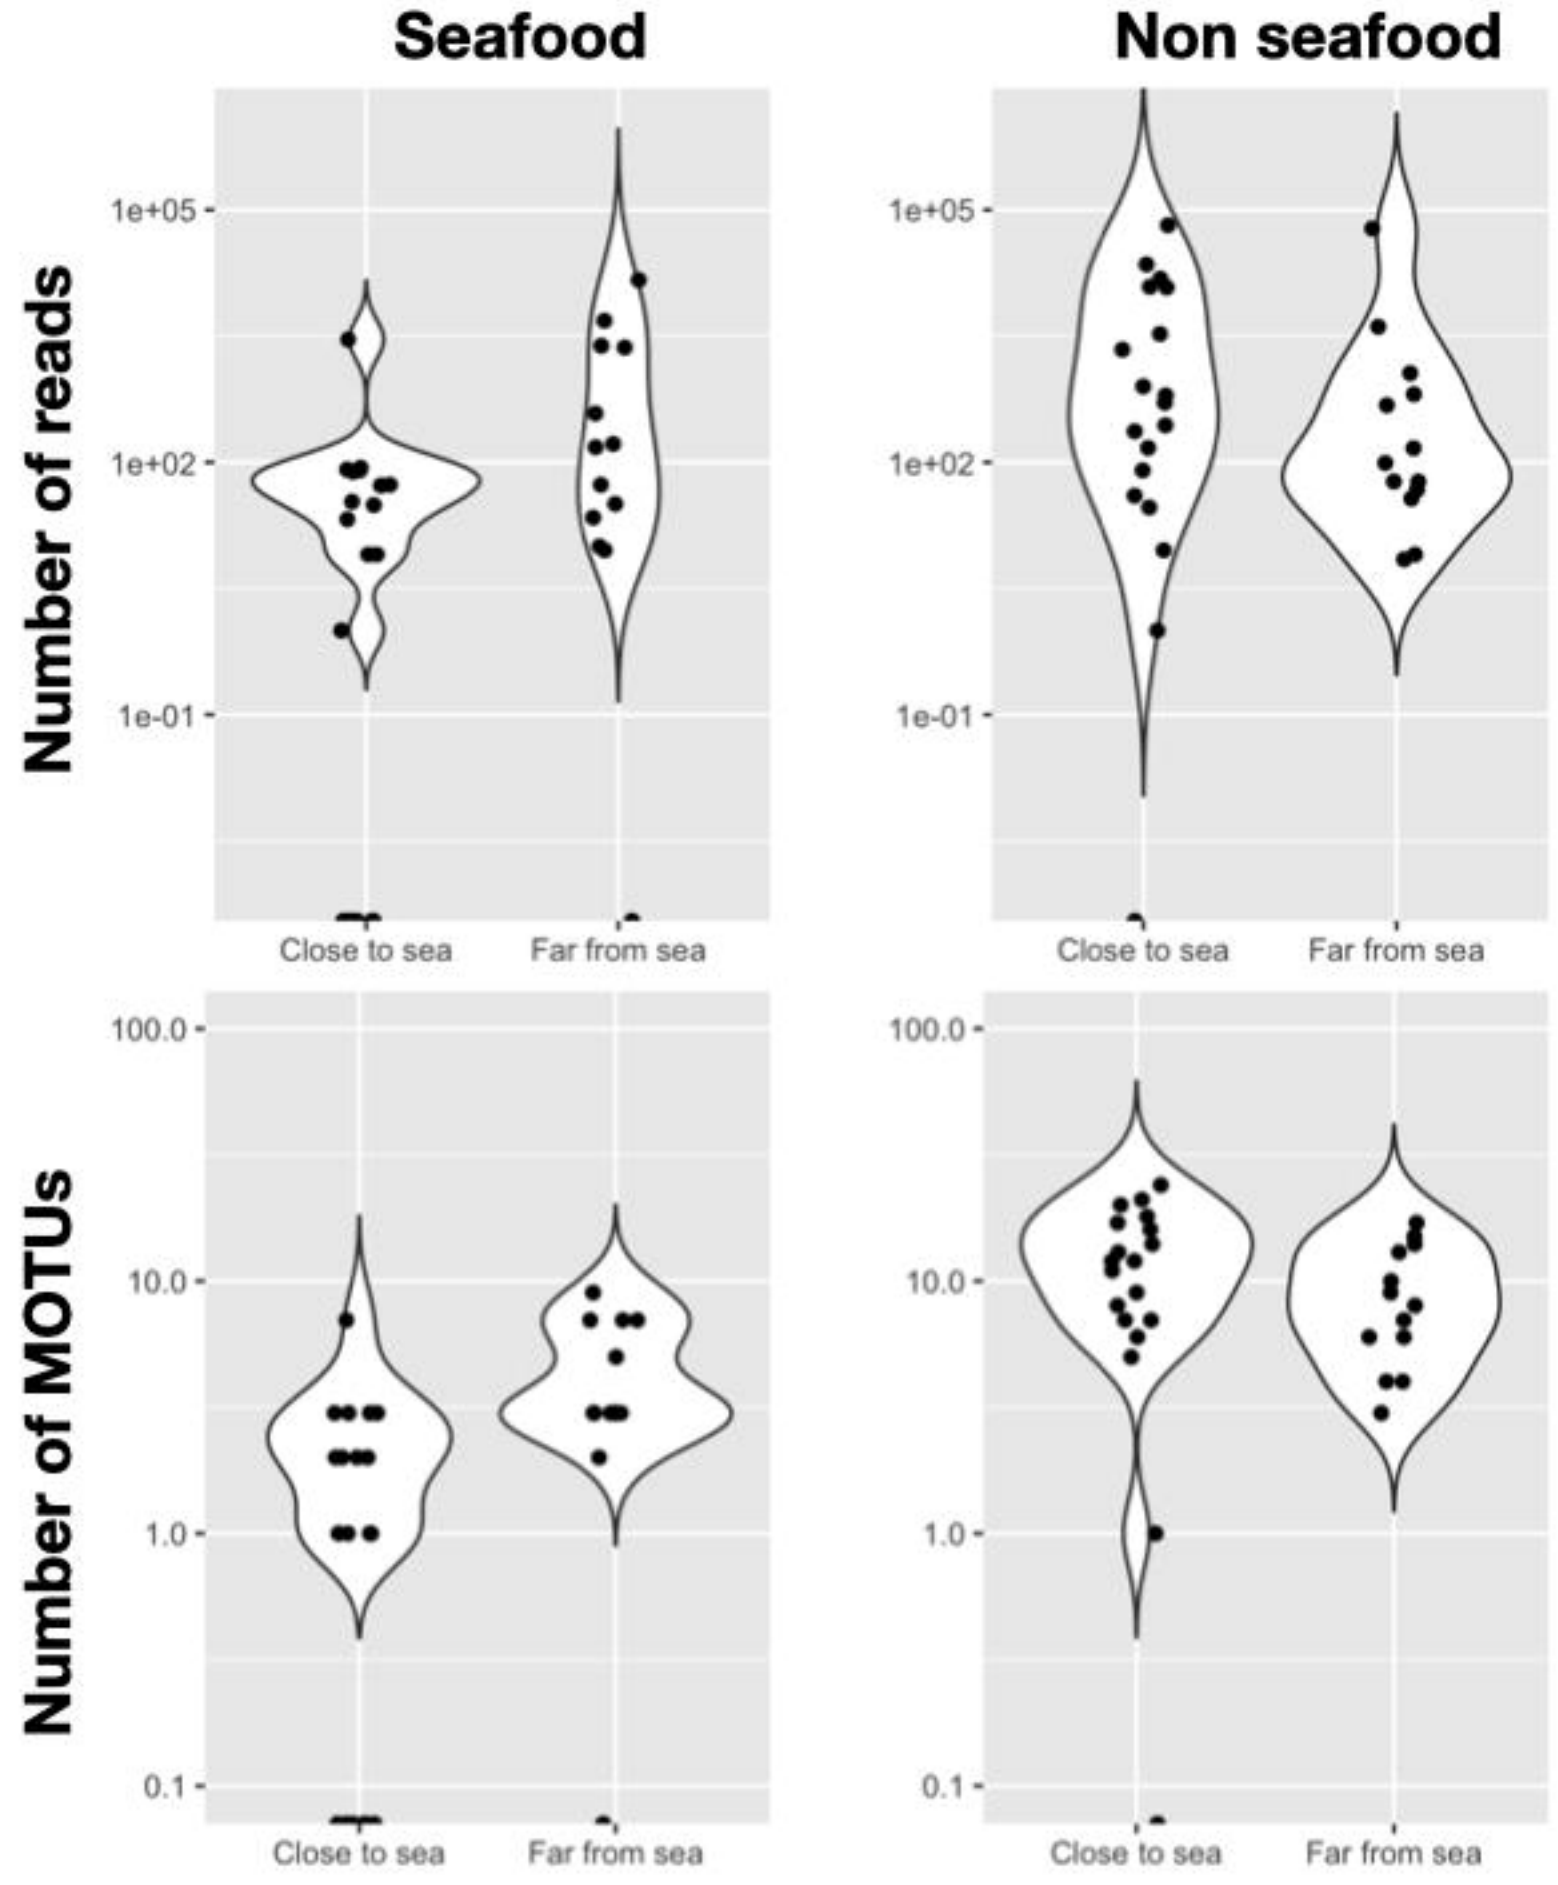 Seafood
Non seafood
Number of reads
1e+05
1e+02
1e-01
Close to sea
Far from sea
1e+05
1e+02
1e-01
Close to sea
Far from sea
Number of MOTUs
100.0
10.0
1.0
0.1
Close to sea
Far from sea
100.0
10.0
1.0
0.1
Close to sea
Far from sea